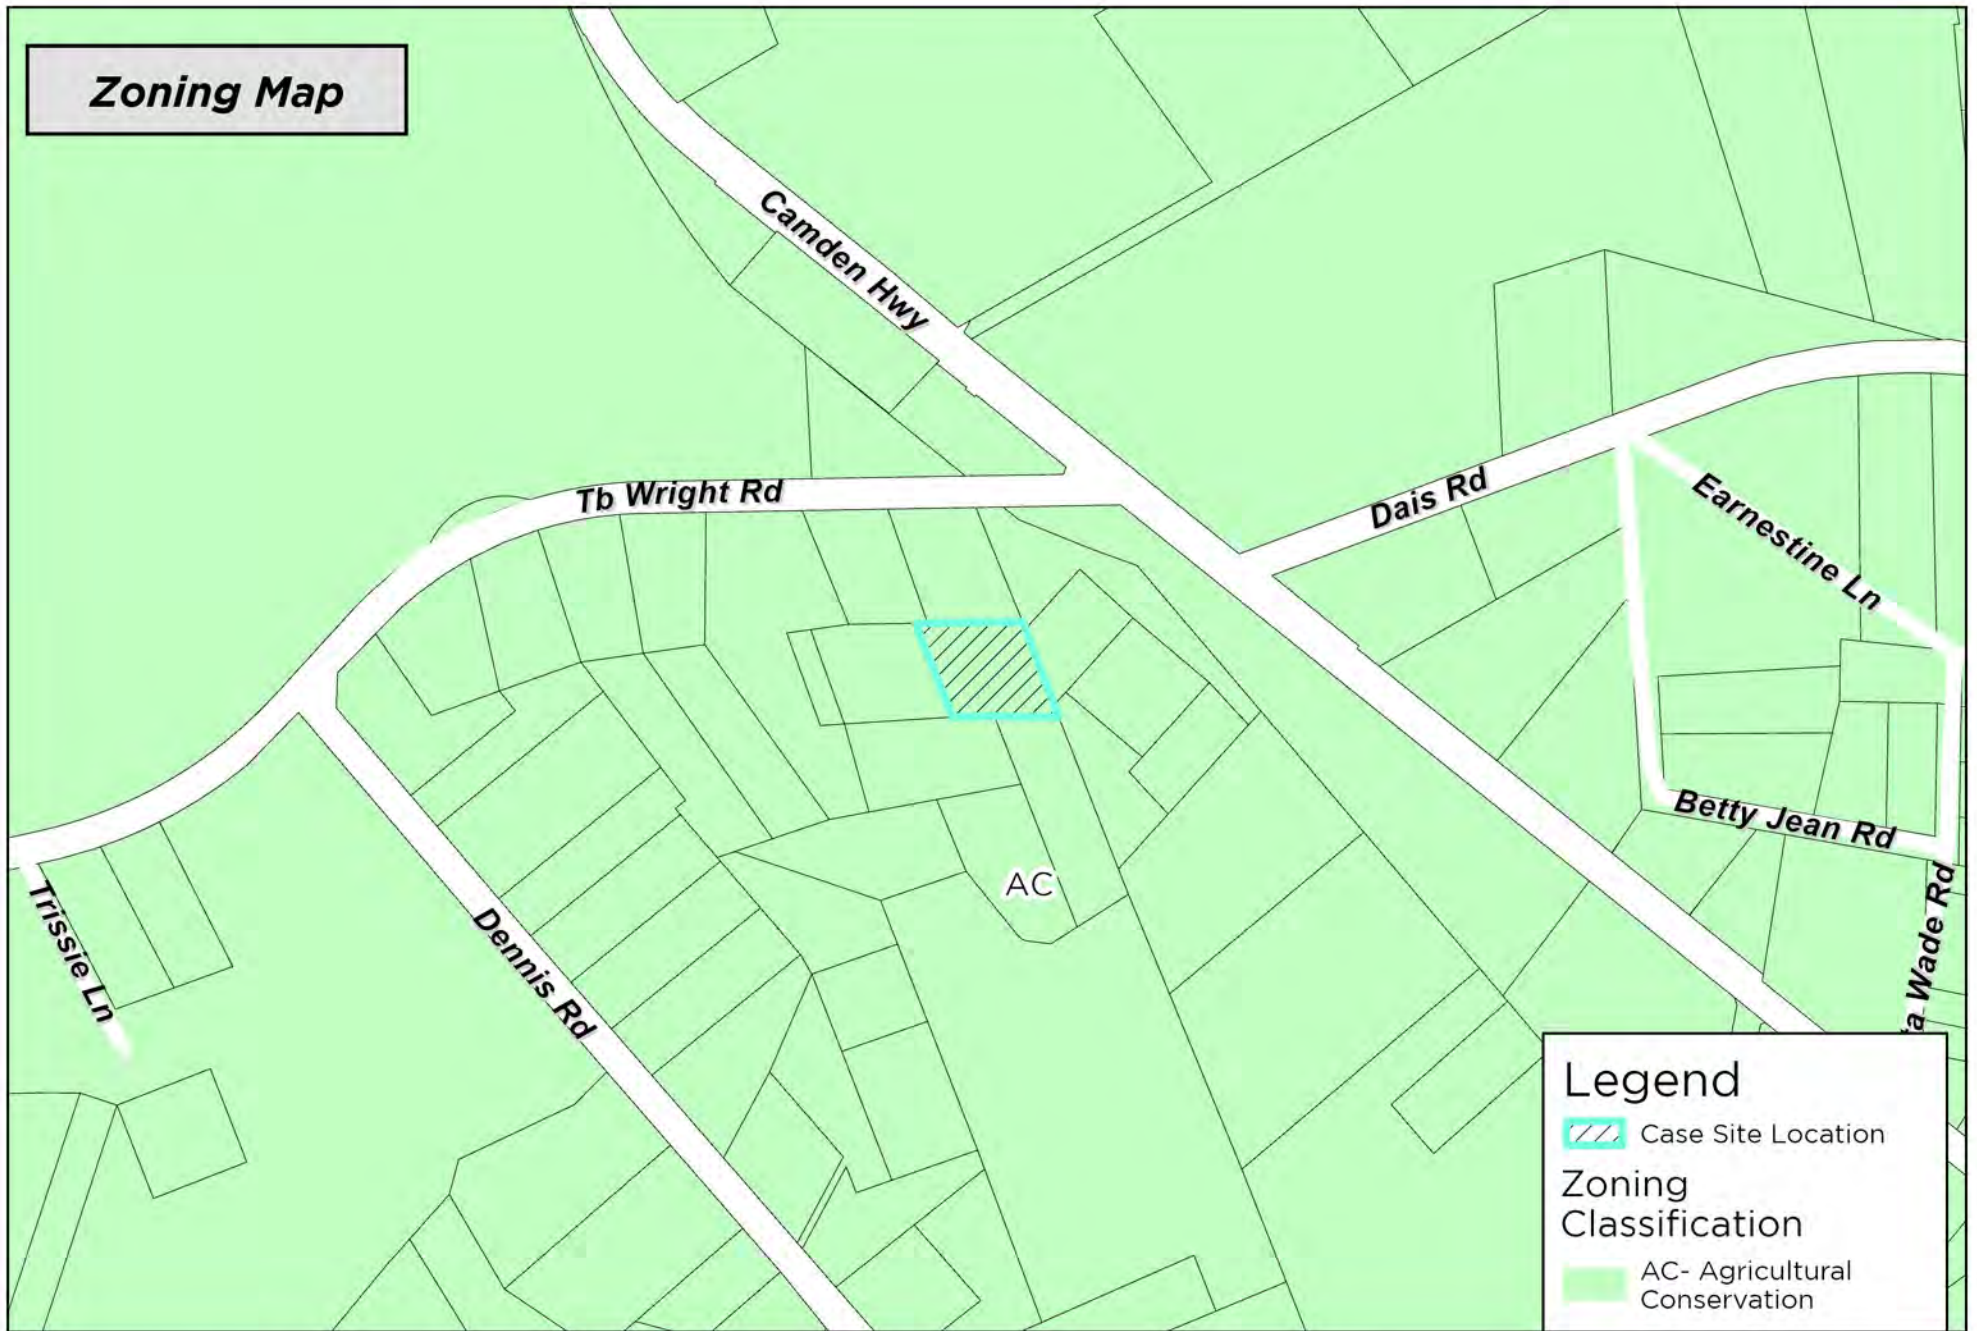 Zoning Map
Camden Hwy
Tb Wright Rd
Dais Rd
Earnestine Ln
Betty Jean Rd
AC
Trissie Ln
Dennis Rd
Wade Rd
Legend
Case Site Location
Zoning
Classification
AC- Agricultural
Conservation